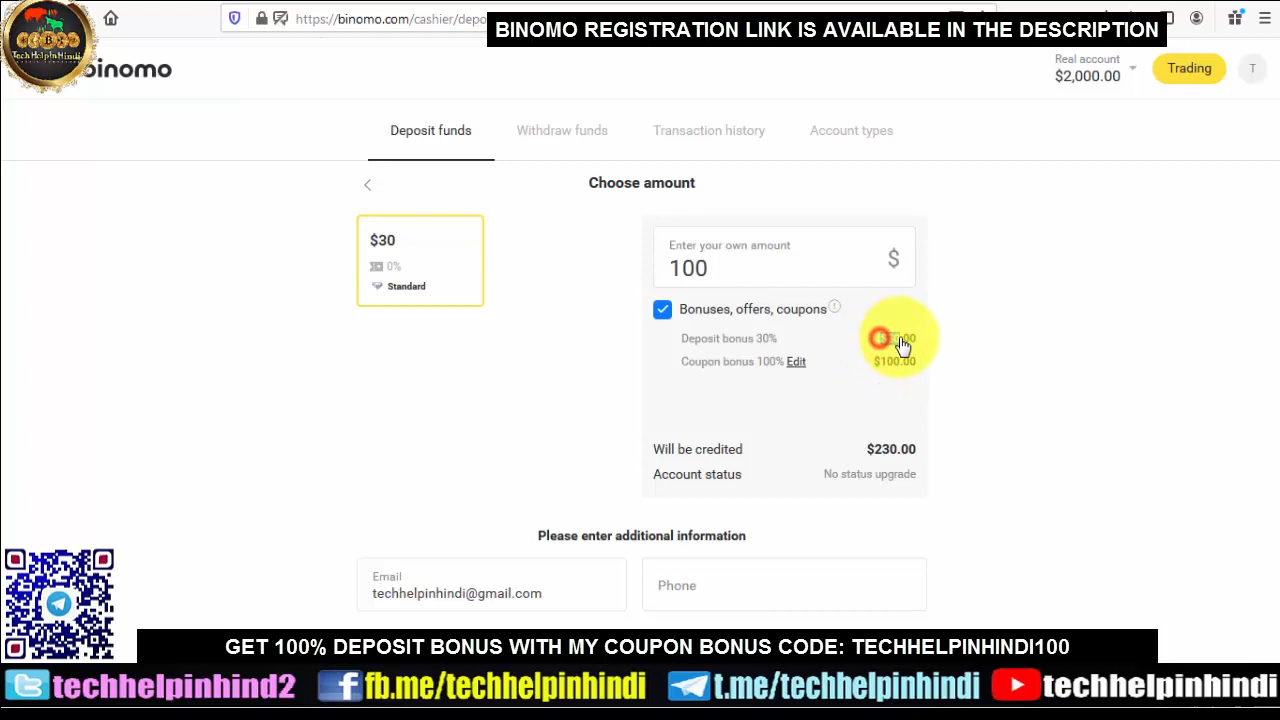 https://binomo.com/cashier/depo
BINOMO REGISTRATION LINK IS AVAILABLE IN THE DESCRIPTION
Tech HelpInHindi
binomo
Real account
$2,000.00
Trading
T
Deposit funds
Withdraw funds
Transaction history
Account types
Choose amount
$30
0%
Standard
Enter your own amount
100
$
Bonuses, offers, coupons
Deposit bonus 30%
Coupon bonus 100% Edit
$100.00
Will be credited
$230.00
Account status
No status upgrade
Please enter additional information
Email
techhelpinhindi@gmail.com
Phone
GET 100% DEPOSIT BONUS WITH MY COUPON BONUS CODE: TECHHELPINHINDI100
techhelpinhind2
fb.me/techhelpinhindi
t.me/techhelpinhindi
techhelpinhindi